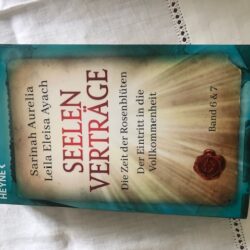 Sarinah Aurelia
Leila Eleisa Ayach
SEELEN
VERTRÄGE
Die Zeit der Rosenblüten
Der Eintritt in die
Vollkommenheit
Band 6 & 7
HEYNE <